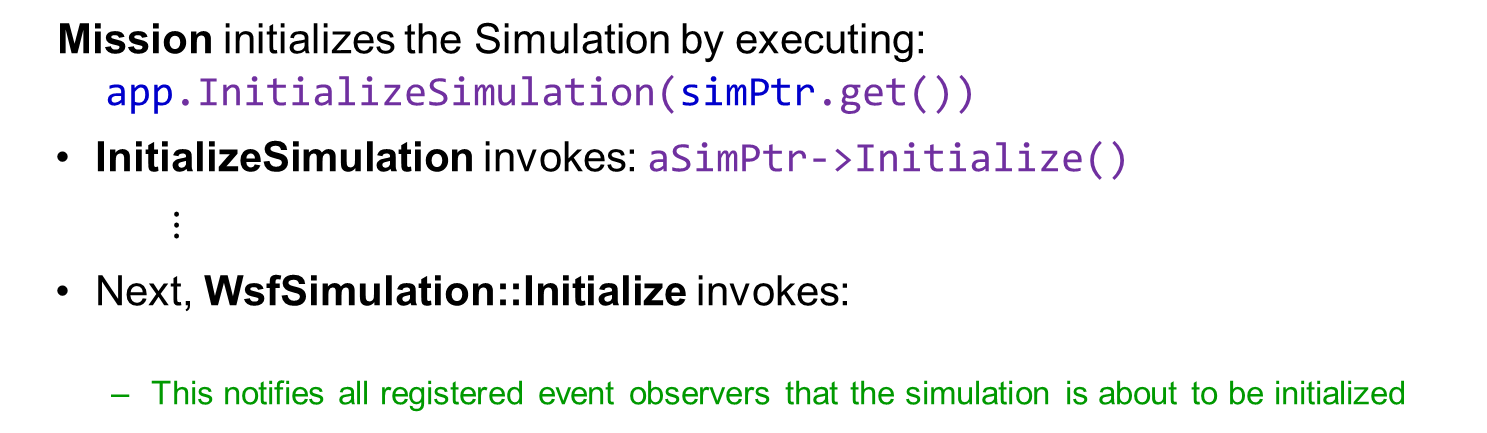 Mission initializes the Simulation by executing:
app.InitializeSimulation(simPtr.get())
• InitializeSimulation invokes: aSimPtr->Initialize()
⋮
• Next, WsfSimulation::Initialize invokes:
– This notifies all registered event observers that the simulation is about to be initialized